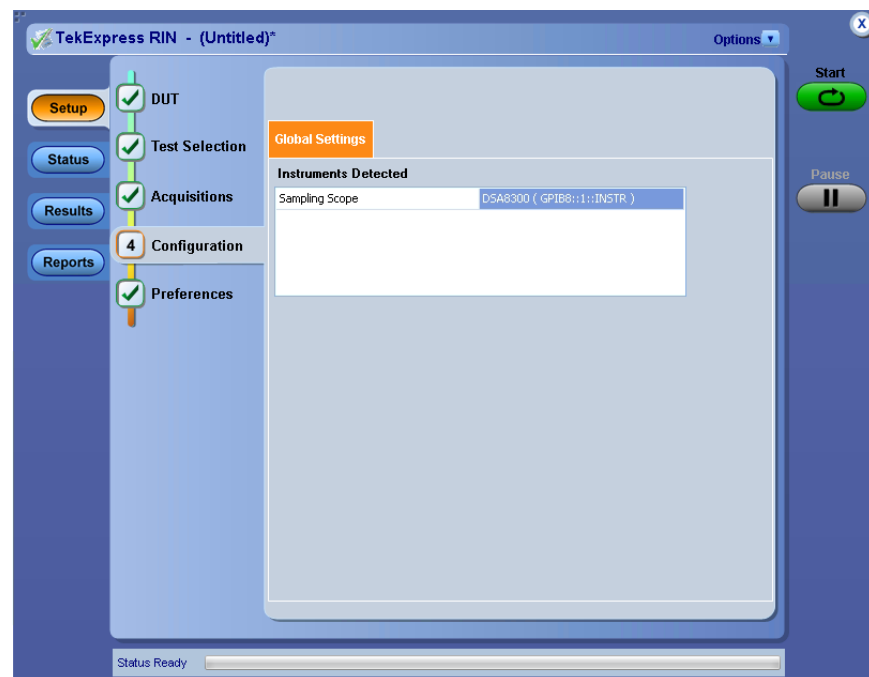 TekExpress RIN - (Untitled)*
Options
X
Start
Pause
Setup
Status
Results
Reports
DUT
Test Selection
Acquisitions
4 Configuration
Preferences
Global Settings
Instruments Detected
Sampling Scope DSA8300 ( GPIB8::1::INSTR )
Status Ready